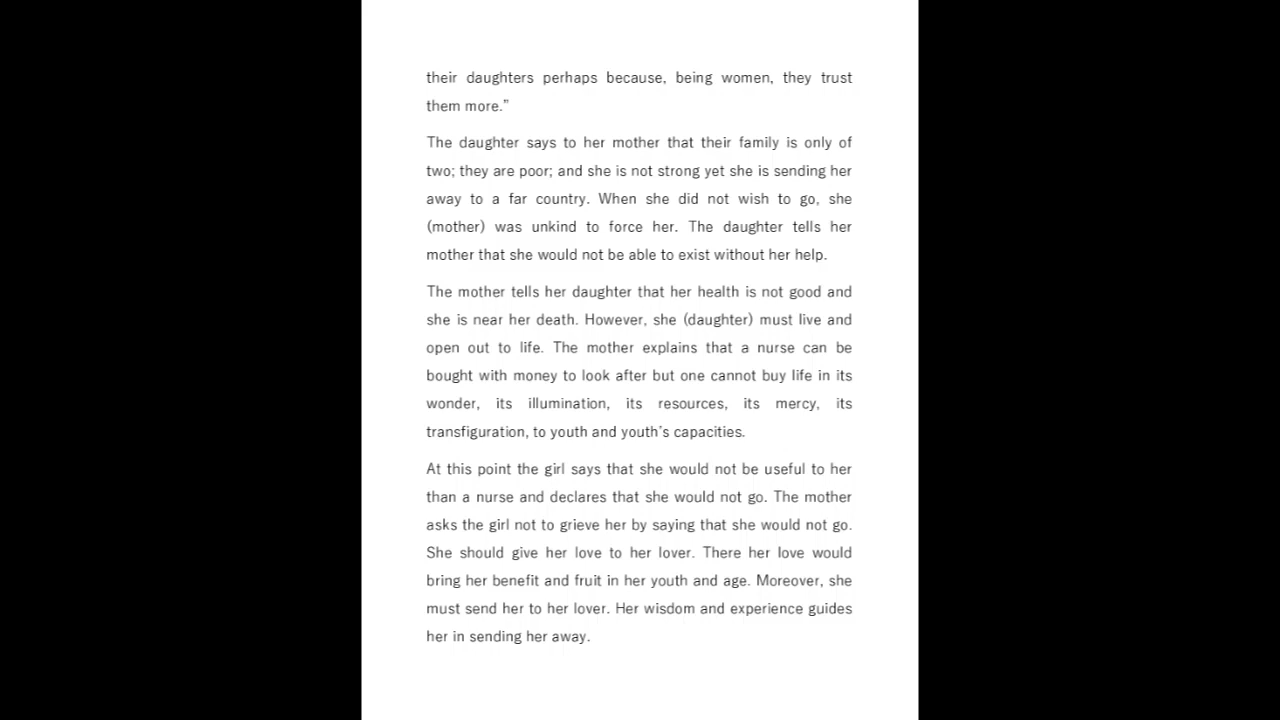 their daughters perhaps because, being women, they trust
them more.”
The daughter says to her mother that their family is only of
two; they are poor; and she is not strong yet she is sending her
away to a far country. When she did not wish to go, she
(mother) was unkind to force her. The daughter tells her
mother that she would not be able to exist without her help.
The mother tells her daughter that her health is not good and
she is near her death. However, she (daughter) must live and
open out to life. The mother explains that a nurse can be
bought with money to look after but one cannot buy life in its
wonder, its illumination, its resources, its mercy, its
transfiguration, to youth and youth’s capacities.
At this point the girl says that she would not be useful to her
than a nurse and declares that she would not go. The mother
asks the girl not to grieve her by saying that she would not go.
She should give her love to her lover. There her love would
bring her benefit and fruit in her youth and age. Moreover, she
must send her to her lover. Her wisdom and experience guides
her in sending her away.